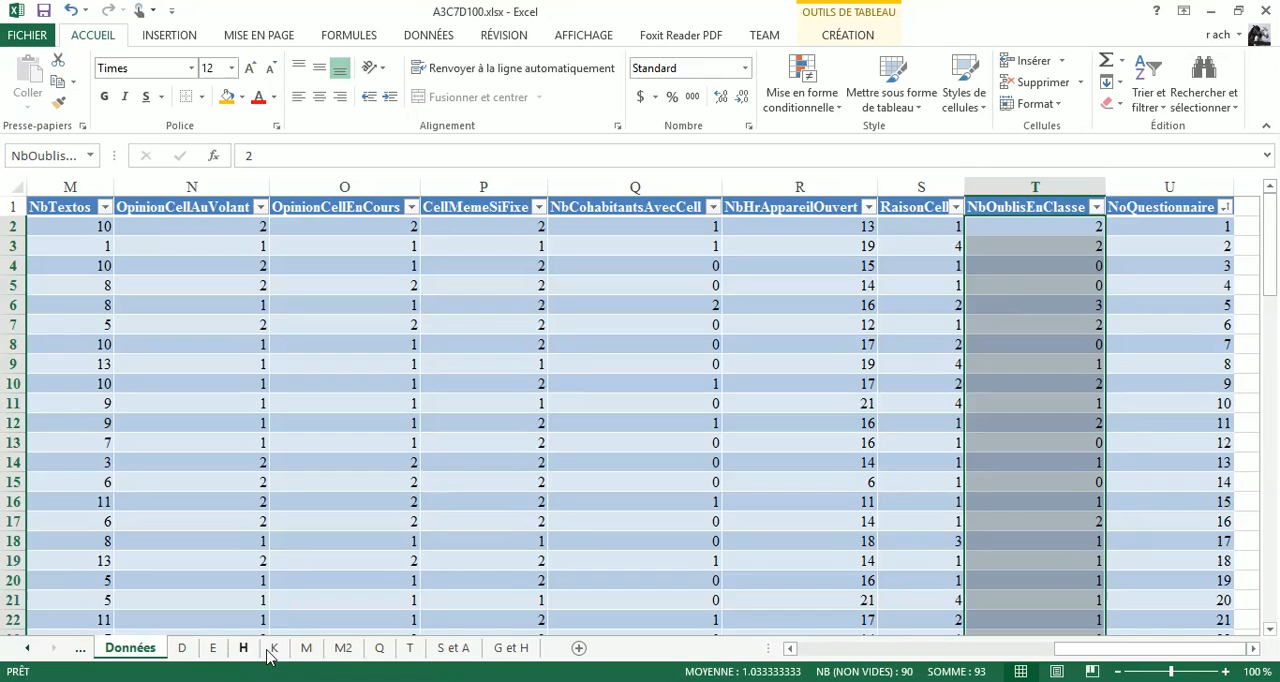 A3C7D100.xlsx - Excel
OUTILS DE TABLEAU
?
FICHIER ACCUEIL INSERTION MISE EN PAGE FORMULES DONNÉES RÉVISION AFFICHAGE Foxit Reader PDF TEAM CRÉATION r ach
Coller
Times 12
G I S
Renvoyer à la ligne automatiquement
Fusionner et centrer
Standard
$ % 000
Mise en forme conditionnelle
Mettre sous forme de tableau
Styles de cellules
Insérer
Supprimer
Format
Trier et filtrer
Rechercher et sélectionner
Presse-papiers Police Alignement Nombre Style Cellules Édition
NbOublis... fx 2
M N O P Q R S T U
1 NbTextos OpinionCellAuVolant OpinionCellEnCours CellMemeSiFixe NbCohabitantsAvecCell NbHrAppareilOuvert RaisonCell NbOublisEnClasse NoQuestionnaire
2 10 2 2 2 1 13 1 2 1
3 1 1 1 1 1 19 4 2 2
4 10 2 1 2 0 15 1 0 3
5 8 2 2 2 0 14 1 0 4
6 8 1 1 2 2 16 2 3 5
7 5 2 2 2 0 12 1 2 6
8 10 1 1 2 0 17 2 0 7
9 13 1 1 1 0 19 4 1 8
10 10 1 1 2 1 17 2 2 9
11 9 1 1 1 0 21 4 1 10
12 9 1 1 2 1 16 1 2 11
13 7 1 1 2 0 16 1 0 12
14 3 2 2 2 0 14 1 1 13
15 6 2 2 2 0 6 1 0 14
16 11 2 2 2 1 11 1 1 15
17 6 2 2 2 0 14 1 2 16
18 8 1 1 1 0 18 3 1 17
19 13 2 2 2 1 14 1 1 18
20 5 1 1 2 0 16 1 1 19
21 5 1 1 1 0 21 4 1 20
22 11 1 1 2 1 17 2 1 21
... Données D E H K M M2 Q T S et A G et H
PRÊT MOYENNE : 1.033333333 NB (NON VIDES) : 90 SOMME : 93 100 %